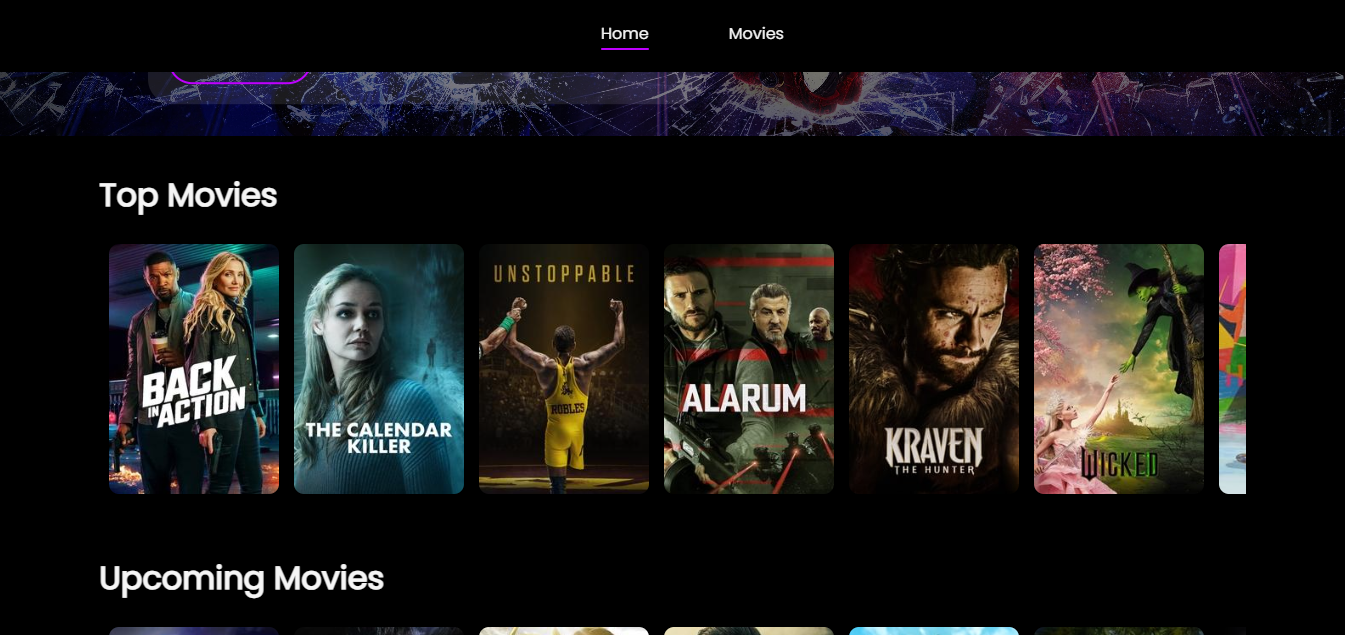 Home Movies
Top Movies
BACK
IN ACTION
THE CALENDAR
KILLER
UNSTOPPABLE
ROBLES
ALARUM
KRAVEN
THE HUNTER
WICKED
Upcoming Movies